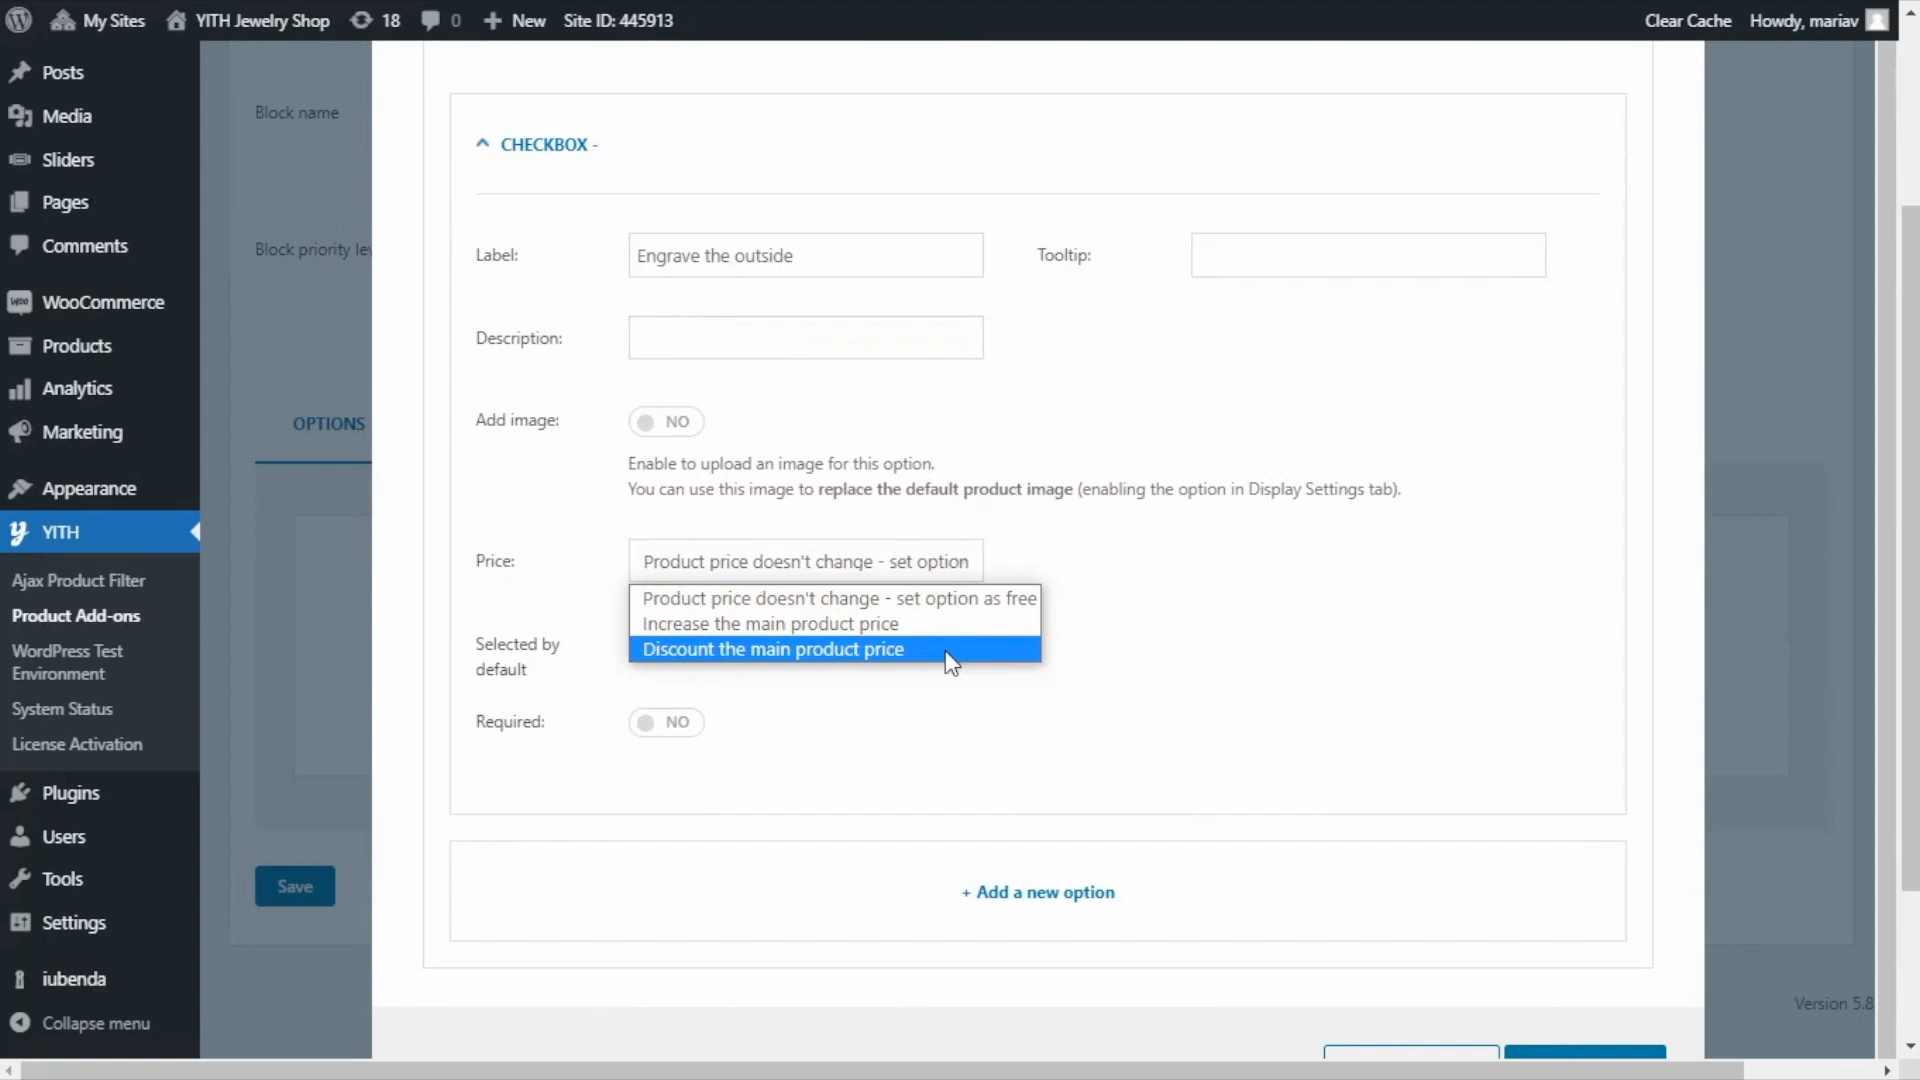 My Sites
YITH Jewelry Shop
18
0
New
Site ID: 445913
Clear Cache
Howdy, mariav
Posts
Media
Sliders
Pages
Comments
WooCommerce
Products
Analytics
Marketing
Appearance
YITH
Ajax Product Filter
Product Add-ons
WordPress Test
Environment
System Status
License Activation
Plugins
Users
Tools
Settings
iubenda
Collapse menu
Block name
Block priority lev
OPTIONS
Save
CHECKBOX -
Label:
Engrave the outside
Tooltip:
Description:
Add image:
NO
Enable to upload an image for this option.
You can use this image to replace the default product image (enabling the option in Display Settings tab).
Price:
Product price doesn't change - set option
Product price doesn't change - set option as free
Increase the main product price
Discount the main product price
Selected by
default
Required:
NO
+ Add a new option
Version 5.8